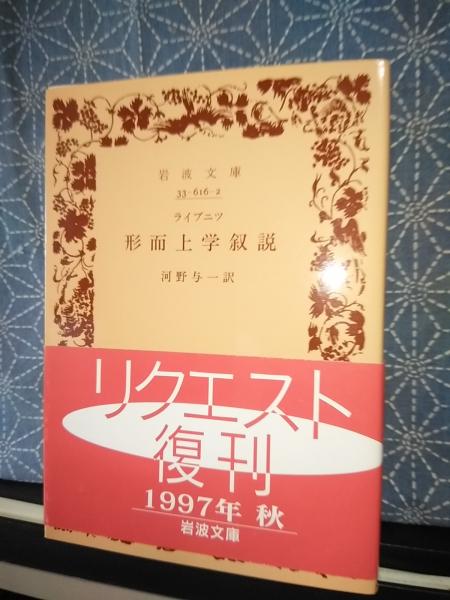 岩波文庫
33-616-2
ライプニツ
形而上学叙説
河野与一訳
リクエスト
復刊
1997年 秋
岩波文庫